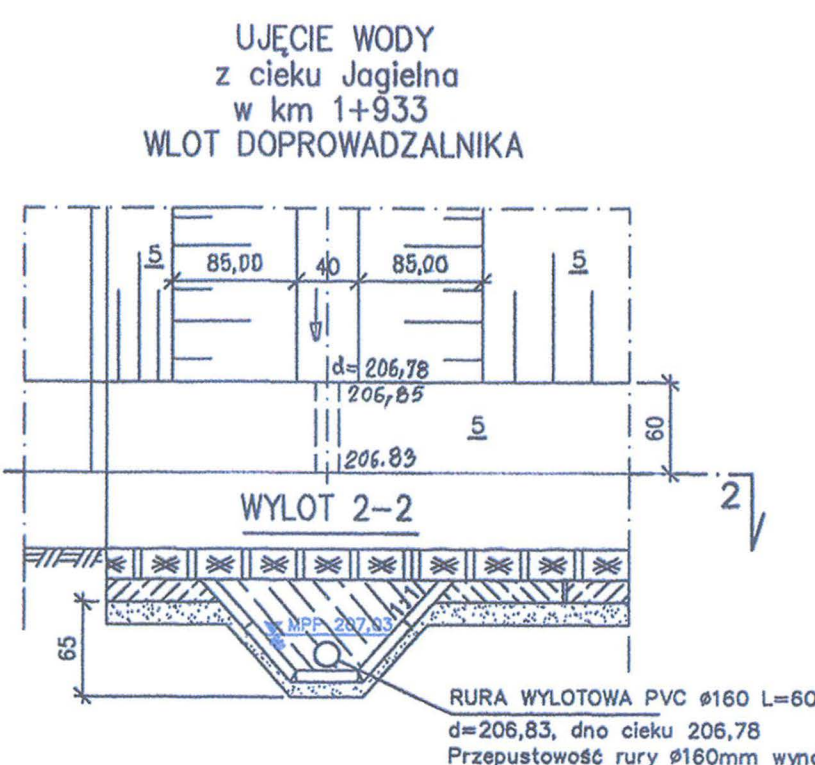 UJĘCIE WODY
z cieku Jagielna
w km 1+933
WLOT DOPROWADZALNIKA
5 85,00 40 85,00 5
d= 206,78
206,85
5
60
206.83
WYLOT 2-2
2
MPP 207,03
1:1
65
RURA WYLOTOWA PVC ø160 L=60
d=206,83, dno cieku 206,78
Przepustowość rury ø160mm